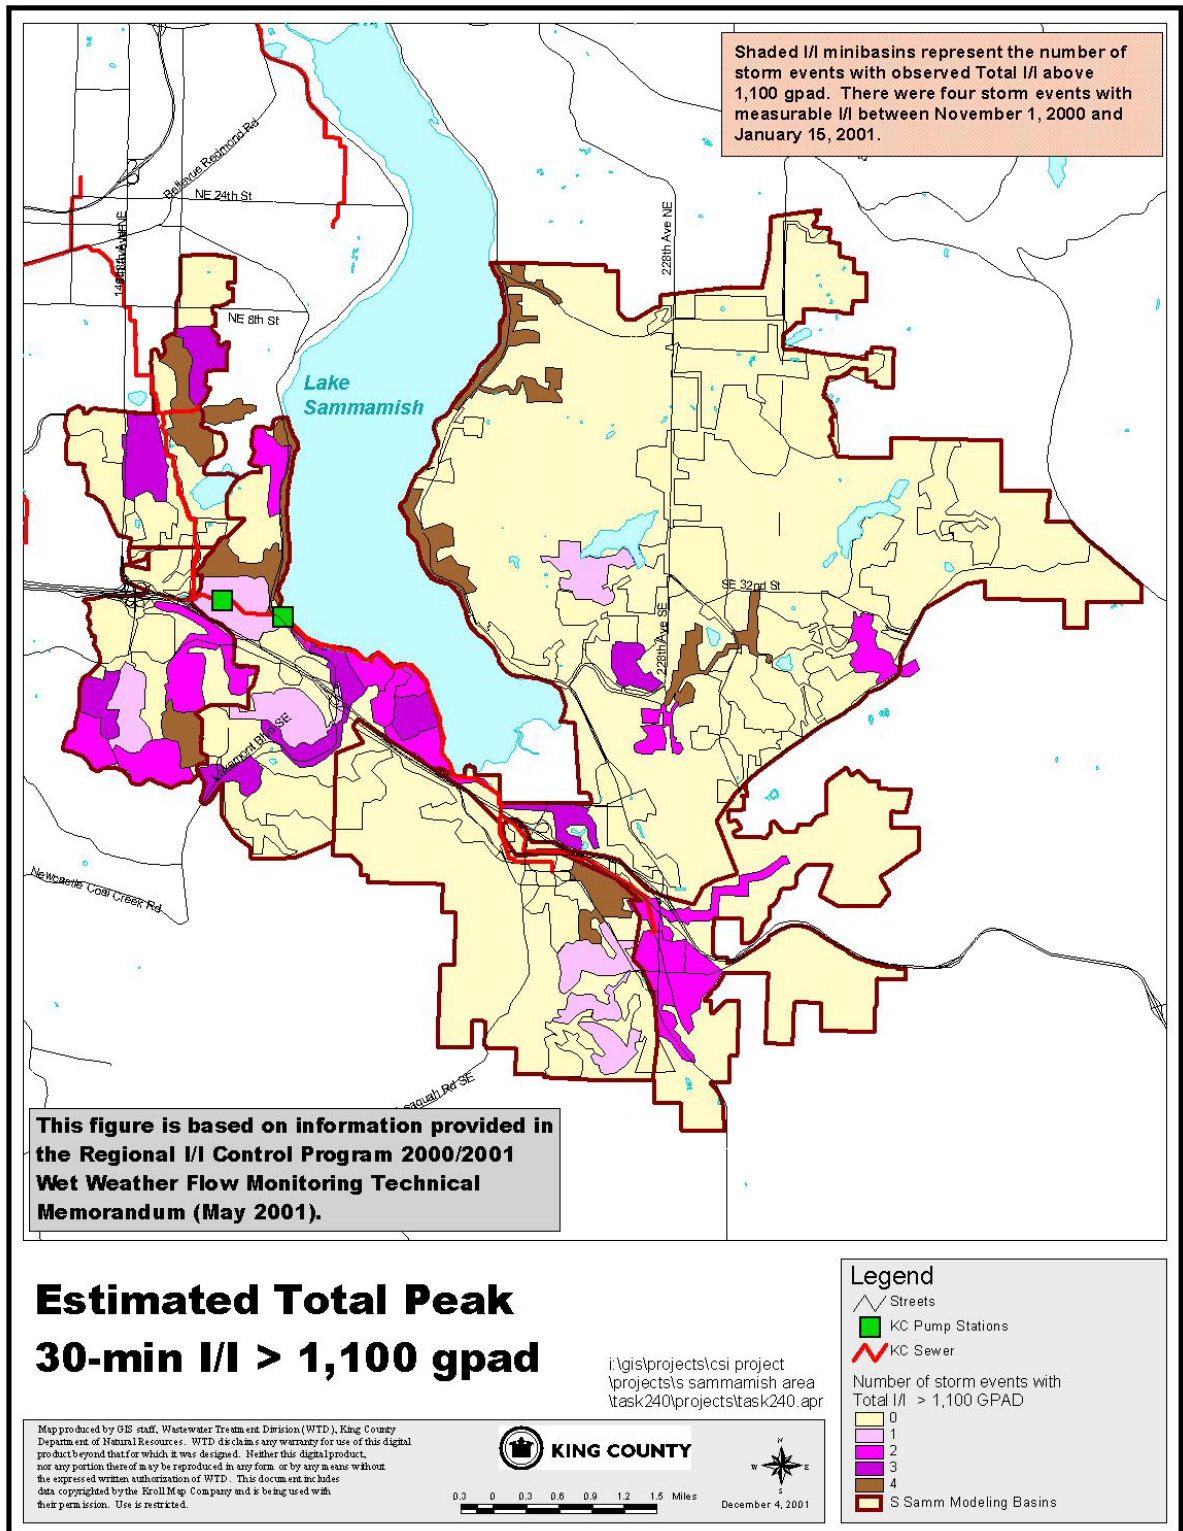 Shaded I/I minibasins represent the number of
storm events with observed Total I/I above
1,100 gpad. There were four storm events with
measurable I/I between November 1, 2000 and
January 15, 2001.
Bellevue Redmond Rd
NE 24th St
228th Ave NE
NE 8th St
Lake
Sammamish
SE 32nd St
228th Ave SE
Lakemont Blvd SE
Newcastle Coal Creek Rd
Rd SE
This figure is based on information provided in
the Regional I/I Control Program 2000/2001
Wet Weather Flow Monitoring Technical
Memorandum (May 2001).
Estimated Total Peak
30-min I/I > 1,100 gpad
i:\gis\projects\csi project
\projects\s sammamish area
\task240\projects\task240.apr
Legend
Streets
KC Pump Stations
KC Sewer
Number of storm events with
Total I/I > 1,100 GPAD
0
1
2
3
4
S Samm Modeling Basins
Map produced by GIS staff, Wastewater Treatment Division (WTD), King County
Department of Natural Resources. WTD disclaims any warranty for use of this digital
product beyond that for which it was designed. Neither this digital product,
nor any portion thereof may be reproduced in any form or by any means without
the expressed written authorization of WTD. This document includes
data copyrighted by the Kroll Map Company and is being used with
their permission. Use is restricted.
KING COUNTY
0.3 0 0.3 0.6 0.9 1.2 1.5 Miles
N
W E
S
December 4, 2001